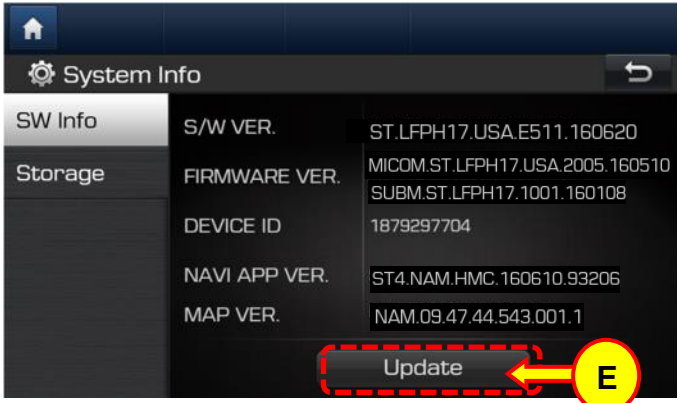 System Info
SW Info
S/W VER. ST.LFPH17.USA.E511.160620
Storage
FIRMWARE VER. MICOM.ST.LFPH17.USA.2005.160510
SUBM.ST.LFPH17.1001.160108
DEVICE ID 1879297704
NAVI APP VER. ST4.NAM.HMC.160610.93206
MAP VER. NAM.09.47.44.543.001.1
Update
E